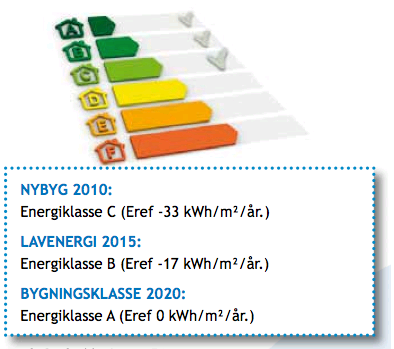 A
B
C
D
E
F
NYBYG 2010:
Energiklasse C (Eref -33 kWh/m²/år.)
LAVENERGI 2015:
Energiklasse B (Eref -17 kWh/m²/år.)
BYGNINGSKLASSE 2020:
Energiklasse A (Eref 0 kWh/m²/år.)